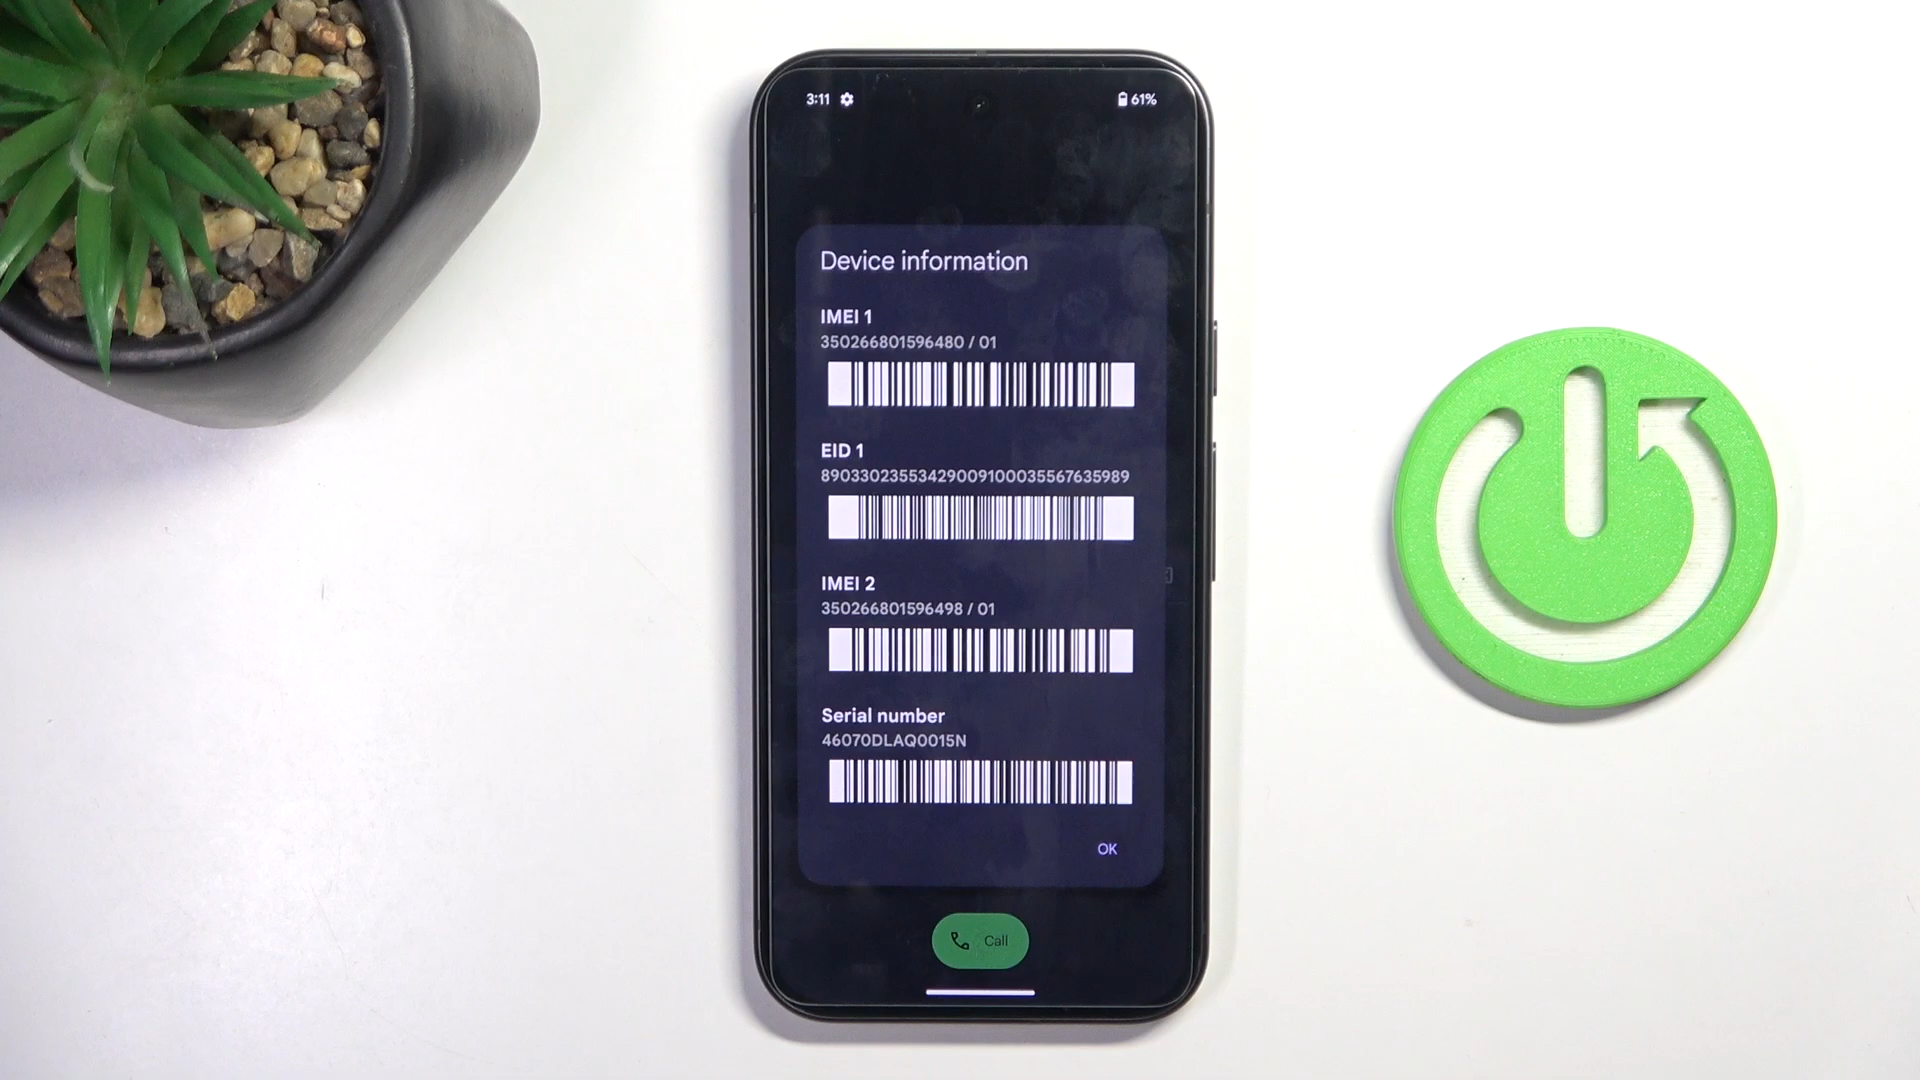 3:11 61%
Device information
IMEI 1
350266801596480 / 01
EID 1
89033023553429009100035567635989
IMEI 2
350266801596498 / 01
Serial number
46070DLAQ0015N
OK
Call